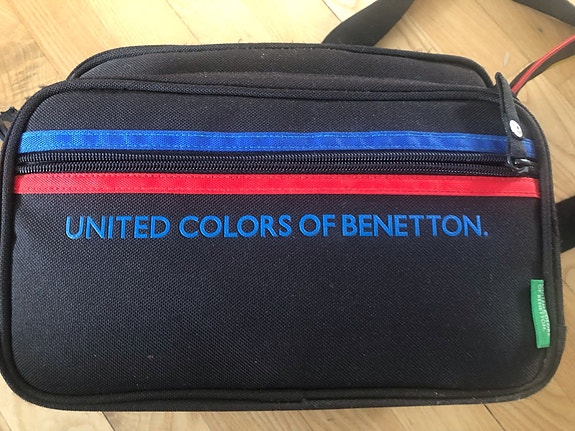 UNITED COLORS OF BENETTON.